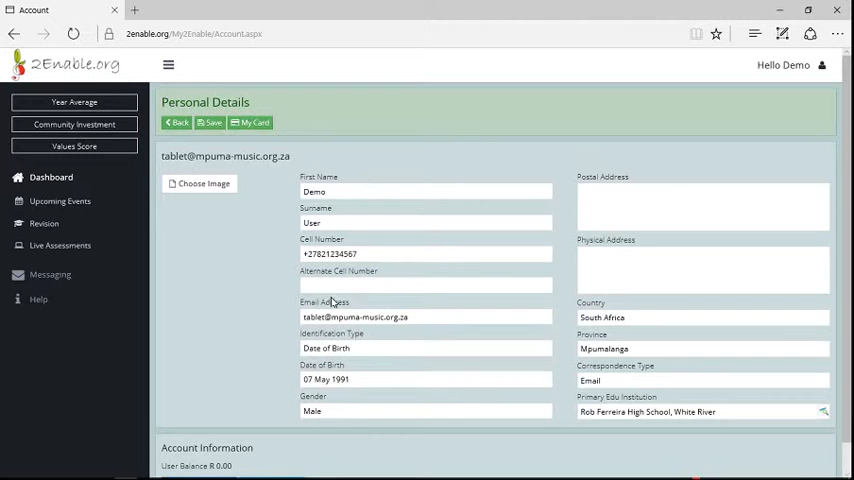 Account
2enable.org/My2Enable/Account.aspx
2Enable.org
Hello Demo
Year Average
Community Investment
Values Score
Dashboard
Upcoming Events
Revision
Live Assessments
Messaging
Help
Personal Details
Back
Save
My Card
tablet@mpuma-music.org.za
Choose Image
First Name
Demo
Surname
User
Cell Number
+27821234567
Alternate Cell Number
Email Address
tablet@mpuma-music.org.za
Identification Type
Date of Birth
Date of Birth
07 May 1991
Gender
Male
Postal Address
Physical Address
Country
South Africa
Province
Mpumalanga
Correspondence Type
Email
Primary Edu Institution
Rob Ferreira High School, White River
Account Information
User Balance R 0.00